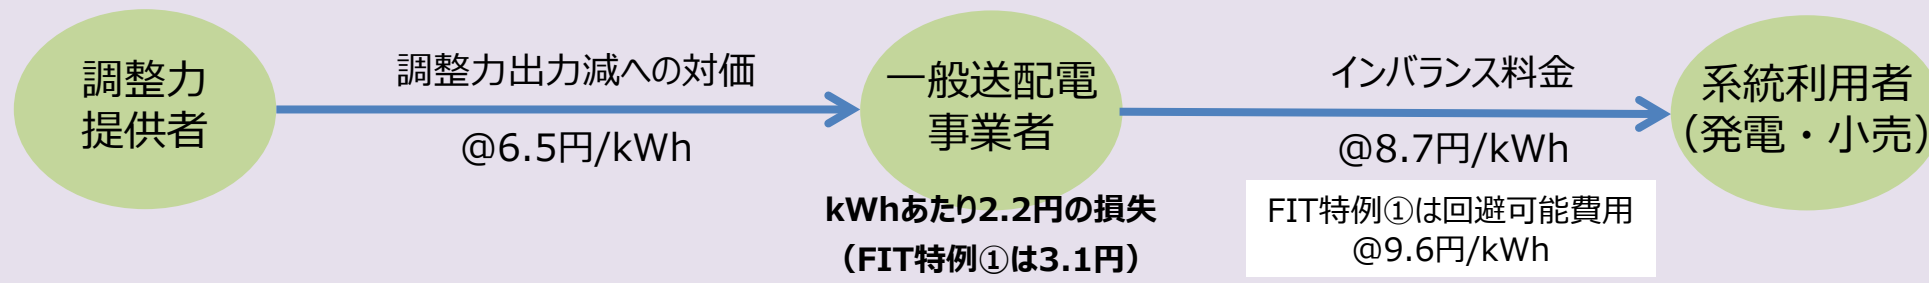 調整力
提供者
調整力出力減への対価
@6.5円/kWh
一般送配電
事業者
kWhあたり2.2円の損失
（FIT特例①は3.1円）
インバランス料金
@8.7円/kWh
FIT特例①は回避可能費用
@9.6円/kWh
系統利用者
（発電・小売）